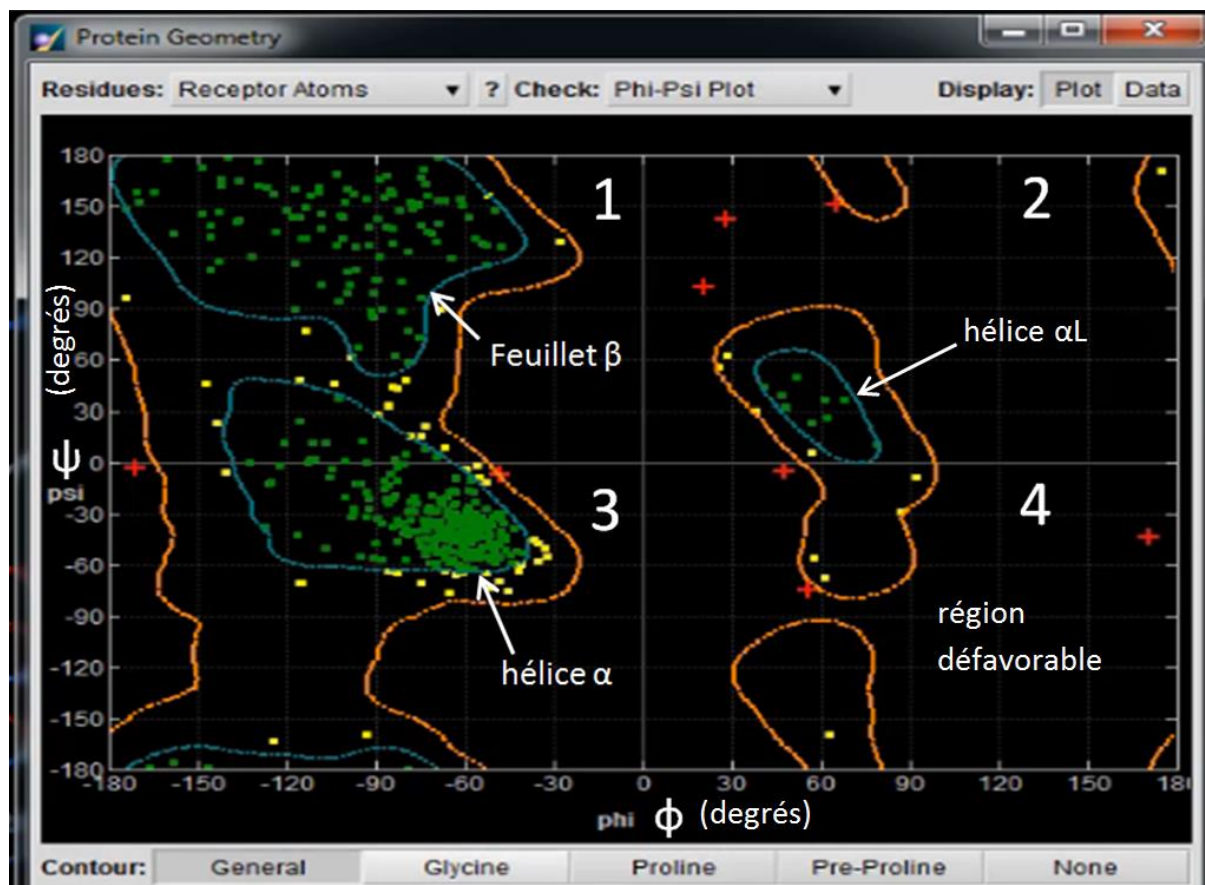 Protein Geometry
Residues: Receptor Atoms ? Check: Phi-Psi Plot Display: Plot Data
180
150
120
90
60
30
0
-30
-60
-90
-120
-150
-180
(degrés)
ψ
psi
1
2
3
4
Feuillet β
hélice αL
hélice α
région
défavorable
-180 -150 -120 -90 -60 -30 0 30 60 90 120 150 180
phi ϕ (degrés)
Contour: General Glycine Proline Pre-Proline None